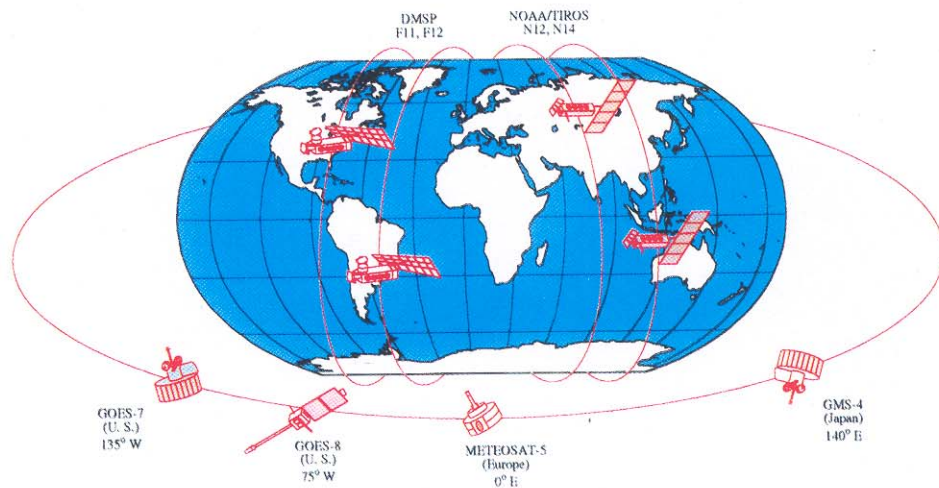 DMSP
F11, F12
NOAA/TIROS
N12, N14
GOES-7
(U. S.)
135° W
GOES-8
(U. S.)
75° W
METEOSAT-5
(Europe)
0° E
GMS-4
(Japan)
140° E